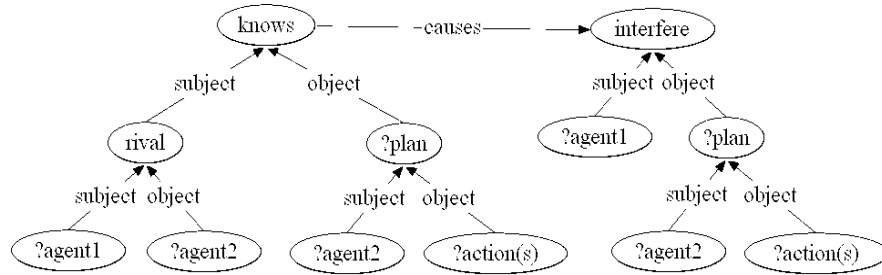 knows
causes
interfere
subject
object
subject
object
rival
?plan
?agent1
?plan
subject
object
subject
object
subject
object
?agent1
?agent2
?agent2
?action(s)
?agent2
?action(s)